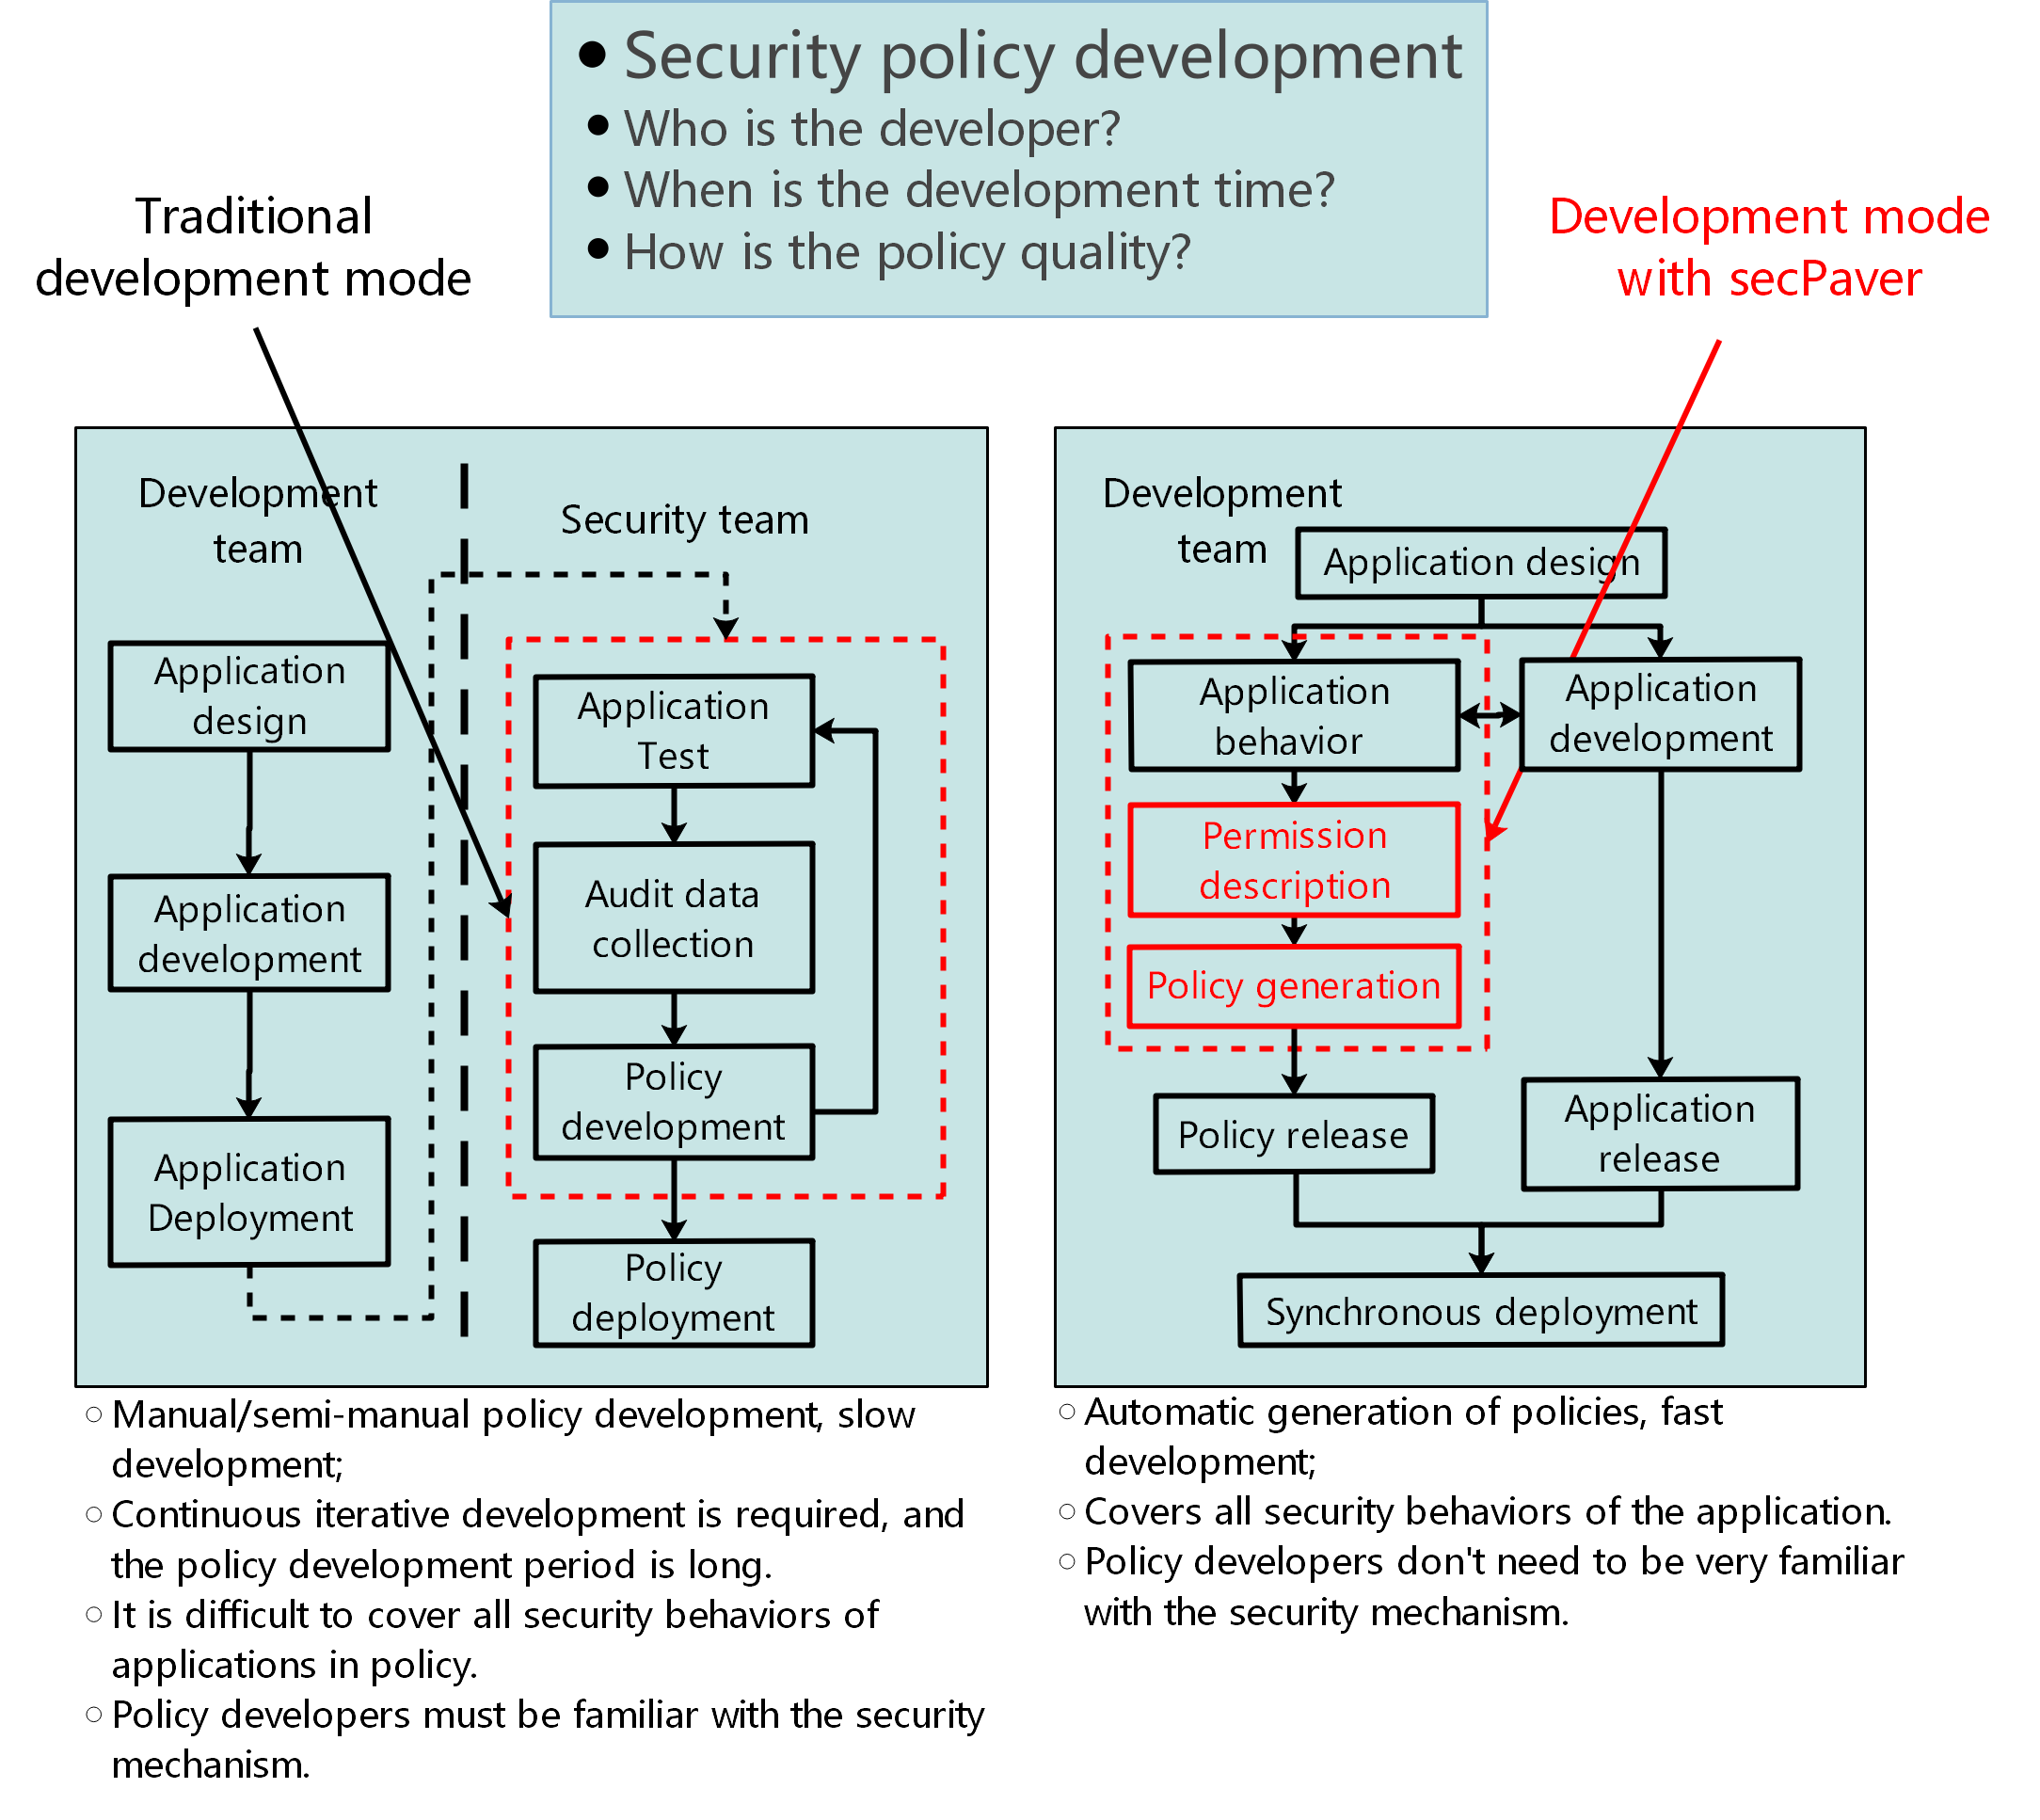 • Security policy development
• Who is the developer?
• When is the development time?
• How is the policy quality?
Traditional
development mode
Development mode
with secPaver
Development
team
Security team
Application
design
Application
development
Application
Deployment
Application
Test
Audit data
collection
Policy
development
Policy
deployment
Development
team
Application design
Application
behavior
Application
development
Permission
description
Policy generation
Policy release
Application
release
Synchronous deployment
○ Manual/semi-manual policy development, slow
development;
○ Continuous iterative development is required, and
the policy development period is long.
○ It is difficult to cover all security behaviors of
applications in policy.
○ Policy developers must be familiar with the security
mechanism.
○ Automatic generation of policies, fast
development;
○ Covers all security behaviors of the application.
○ Policy developers don't need to be very familiar
with the security mechanism.